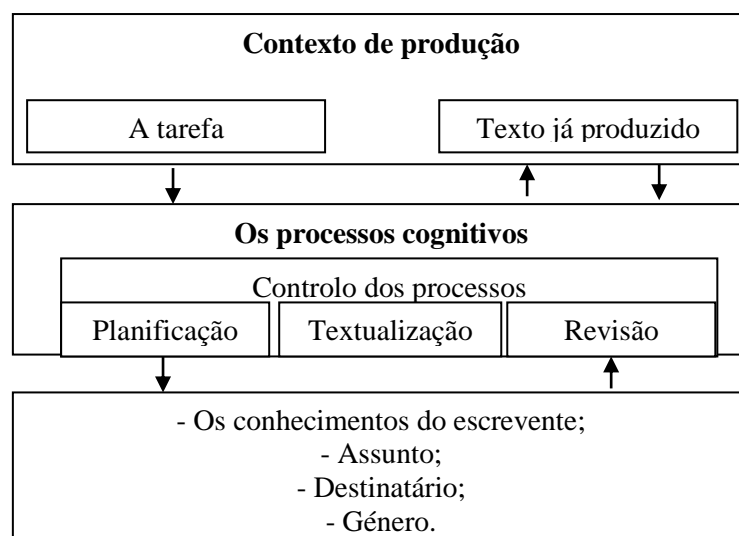 Contexto de produção
A tarefa
Texto já produzido
Os processos cognitivos
Controlo dos processos
Planificação
Textualização
Revisão
- Os conhecimentos do escrevente;
- Assunto;
- Destinatário;
- Género.